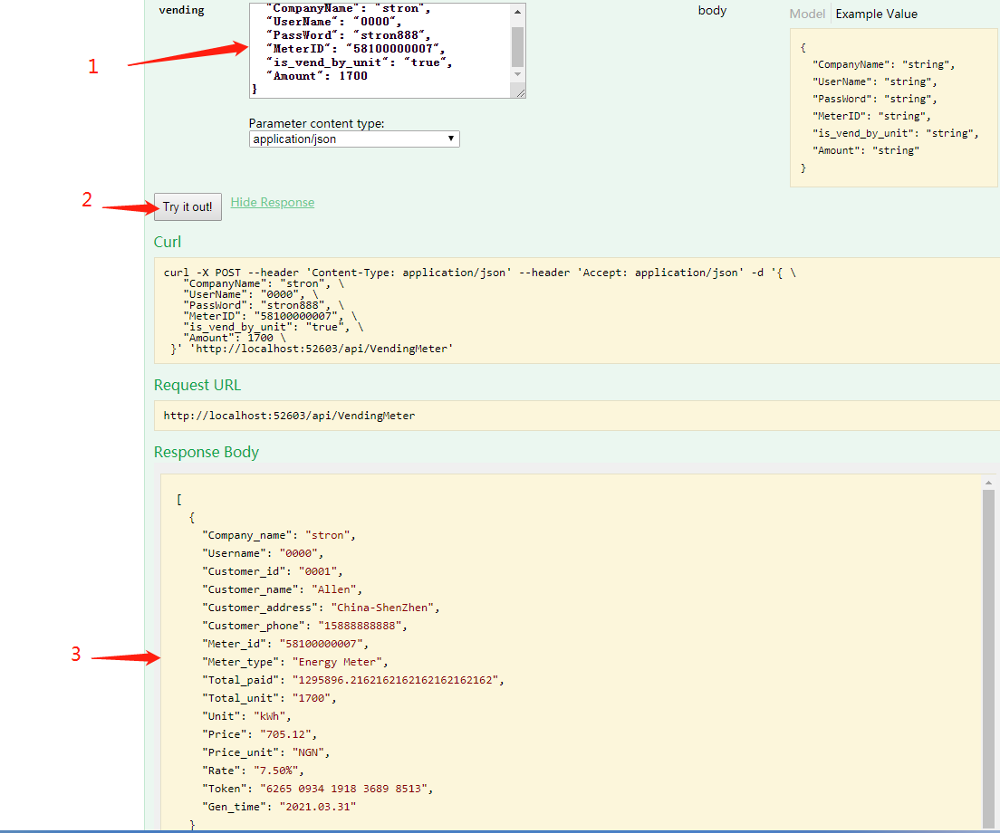 vending
"CompanyName": "stron",
"UserName": "0000",
"PassWord": "stron888",
"MeterID": "58100000007",
"is_vend_by_unit": "true",
"Amount": 1700
}
1
Parameter content type:
application/json
body
Model Example Value
{
"CompanyName": "string",
"UserName": "string",
"PassWord": "string",
"MeterID": "string",
"is_vend_by_unit": "string",
"Amount": "string"
}
2
Try it out! Hide Response
Curl
curl -X POST --header 'Content-Type: application/json' --header 'Accept: application/json' -d '{ \
"CompanyName": "stron", \
"UserName": "0000", \
"PassWord": "stron888", \
"MeterID": "58100000007", \
"is_vend_by_unit": "true", \
"Amount": 1700 \
}' 'http://localhost:52603/api/VendingMeter'
Request URL
http://localhost:52603/api/VendingMeter
Response Body
3
[
{
"Company_name": "stron",
"Username": "0000",
"Customer_id": "0001",
"Customer_name": "Allen",
"Customer_address": "China-ShenZhen",
"Customer_phone": "15888888888",
"Meter_id": "58100000007",
"Meter_type": "Energy Meter",
"Total_paid": "1295896.2162162162162162162162",
"Total_unit": "1700",
"Unit": "kWh",
"Price": "705.12",
"Price_unit": "NGN",
"Rate": "7.50%",
"Token": "6265 0934 1918 3689 8513",
"Gen_time": "2021.03.31"
}